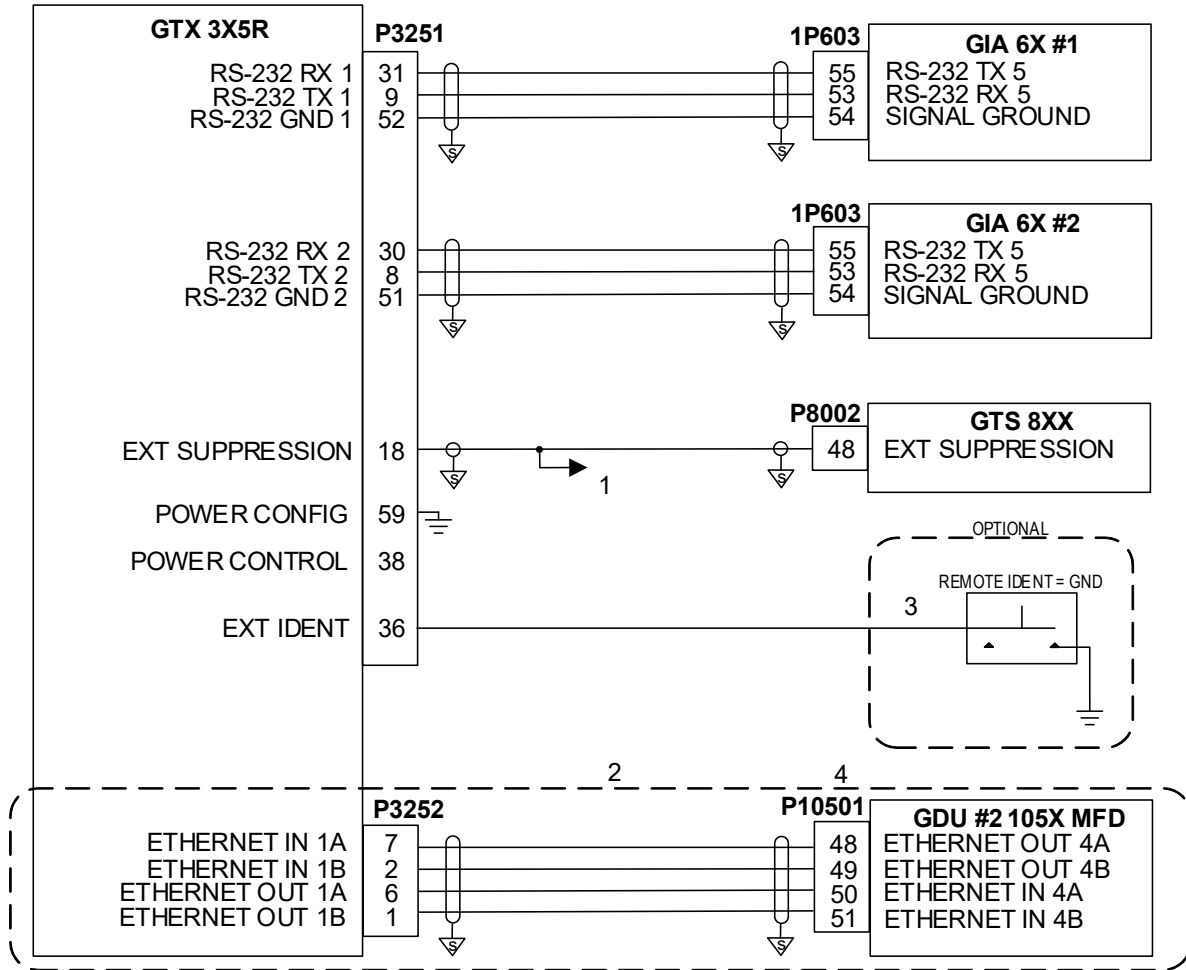 GTX 3X5R P3251 1P603 GIA 6X #1
RS-232 RX 1 31 55 RS-232 TX 5
RS-232 TX 1 9 53 RS-232 RX 5
RS-232 GND 1 52 54 SIGNAL GROUND
S S
1P603 GIA 6X #2
RS-232 RX 2 30 55 RS-232 TX 5
RS-232 TX 2 8 53 RS-232 RX 5
RS-232 GND 2 51 54 SIGNAL GROUND
S S
P8002 GTS 8XX
EXT SUPPRESSION 18 48 EXT SUPPRESSION
S 1 S
POWER CONFIG 59
OPTIONAL
POWER CONTROL 38
REMOTE IDENT = GND
EXT IDENT 36 3
2 4
P3252 P10501 GDU #2 105X MFD
ETHERNET IN 1A 7 48 ETHERNET OUT 4A
ETHERNET IN 1B 2 49 ETHERNET OUT 4B
ETHERNET OUT 1A 6 50 ETHERNET IN 4A
ETHERNET OUT 1B 1 51 ETHERNET IN 4B
S S